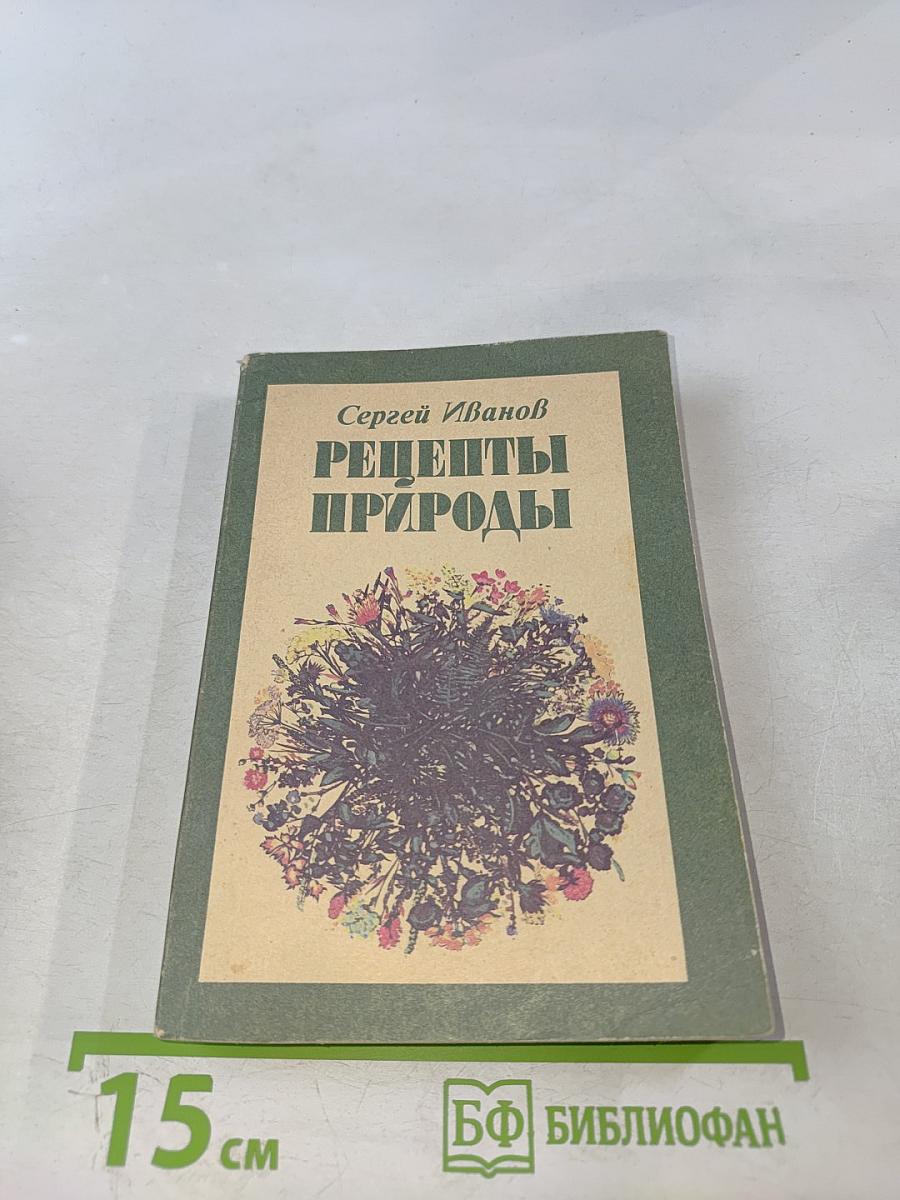 Сергей Иванов
РЕЦЕПТЫ
ПРИРОДЫ
15 см
БФ БИБЛИОФАН